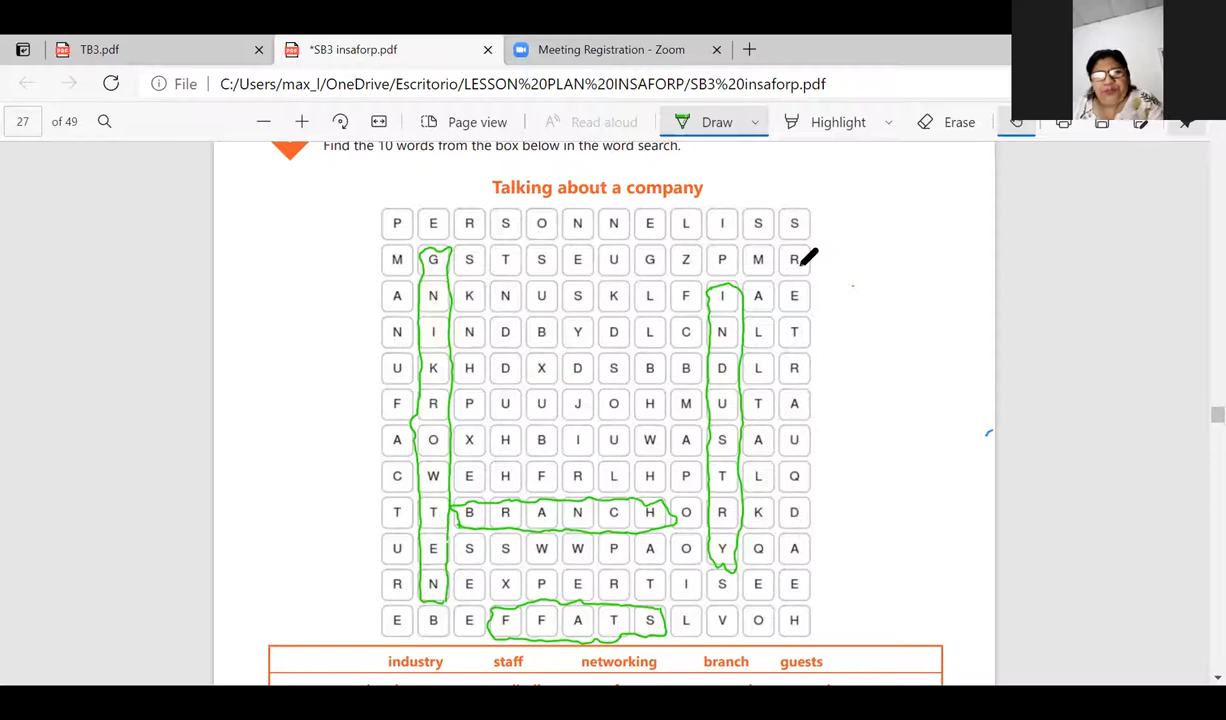 TB3.pdf
*SB3 insaforp.pdf
Meeting Registration - Zoom
File
C:/Users/max_l/OneDrive/Escritorio/LESSON%20PLAN%20INSAFORP/SB3%20insaforp.pdf
27 of 49
Page view
Read aloud
Draw
Highlight
Erase
Find the 10 words from the box below in the word search.
Talking about a company
P E R S O N N E L I S S
M G S T S E U G Z P M R
A N K N U S K L F I A E
N I N D B Y D L C N L T
U K H D X D S B B D L R
F R P U U J O H M U T A
A O X H B I U W A S A U
C W E H F R L H P T L Q
T T B R A N C H O R K D
U E S S W W P A O Y Q A
R N E X P E R T I S E E
E B E F F A T S L V O H
industry staff networking branch guests